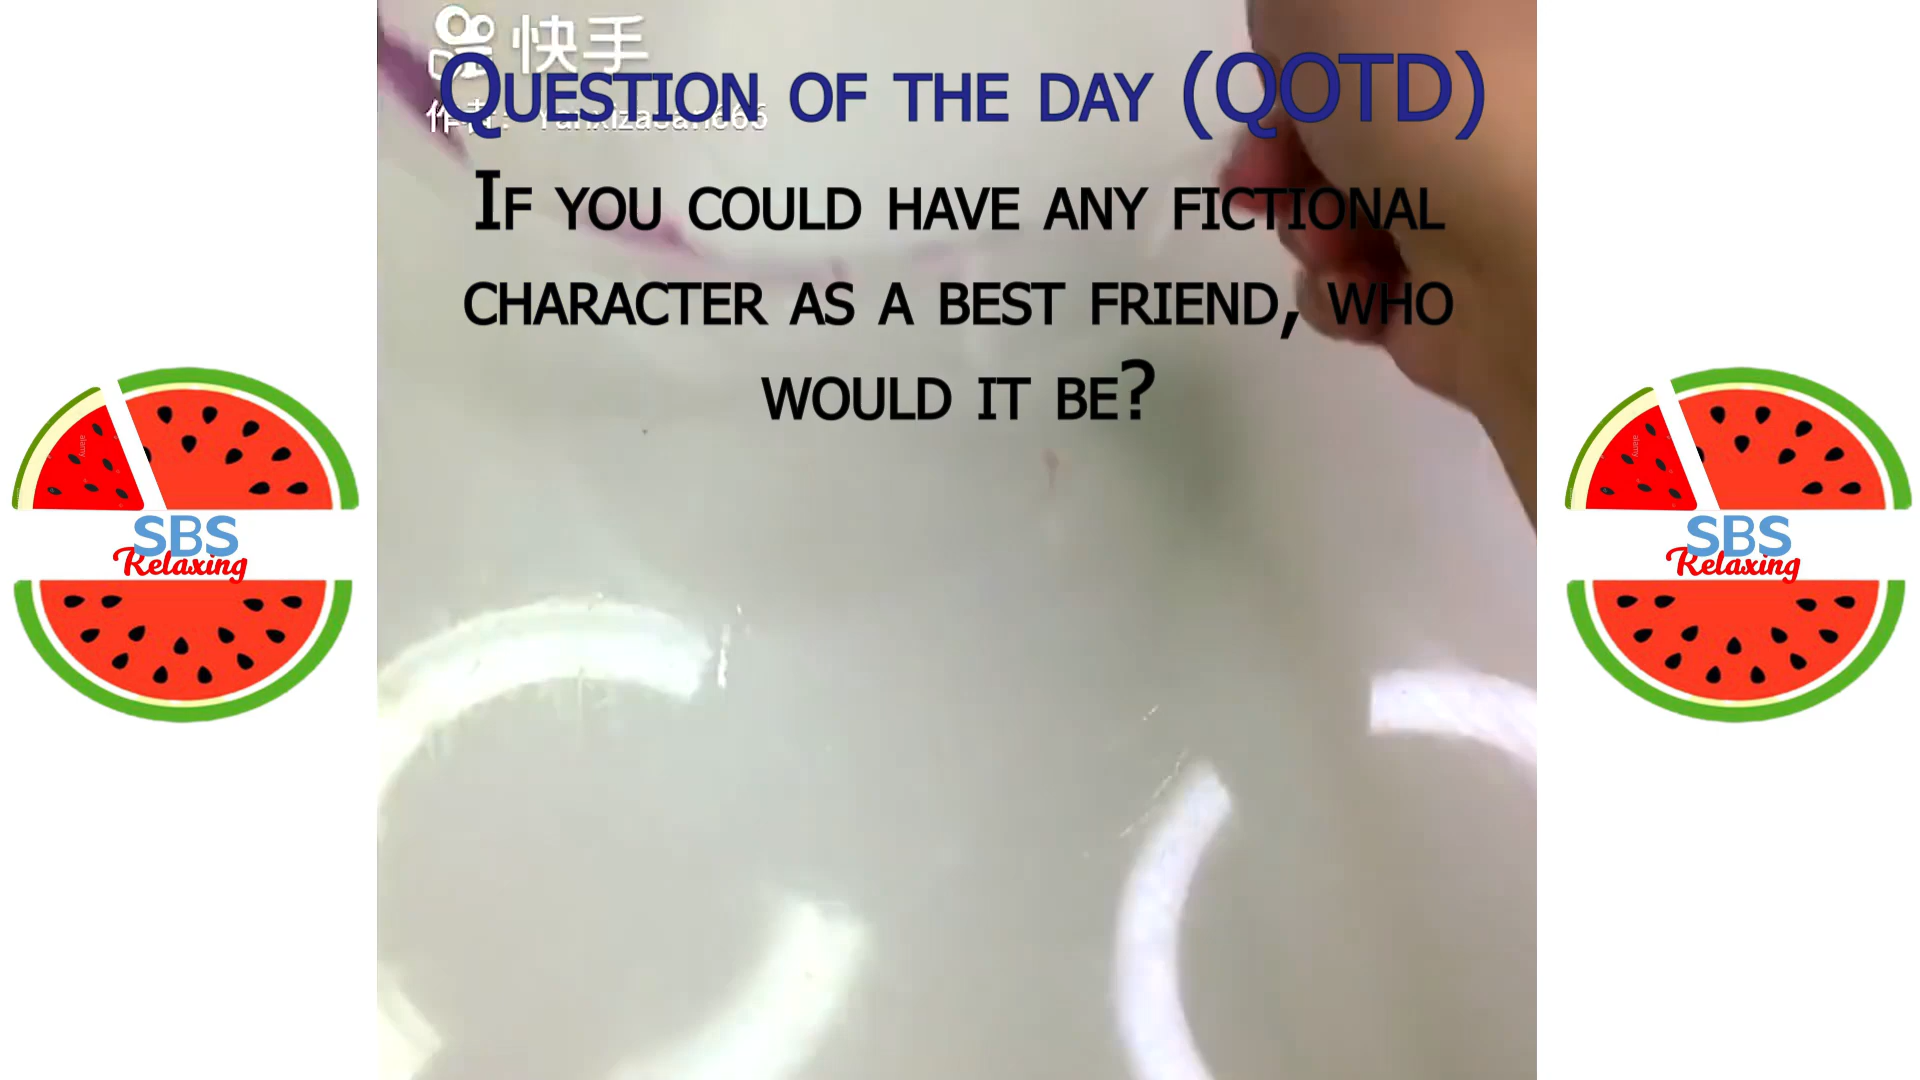 快手
QUESTION OF THE DAY (QOTD)
IF YOU COULD HAVE ANY FICTIONAL
CHARACTER AS A BEST FRIEND, WHO
WOULD IT BE?
SBS
Relaxing
SBS
Relaxing